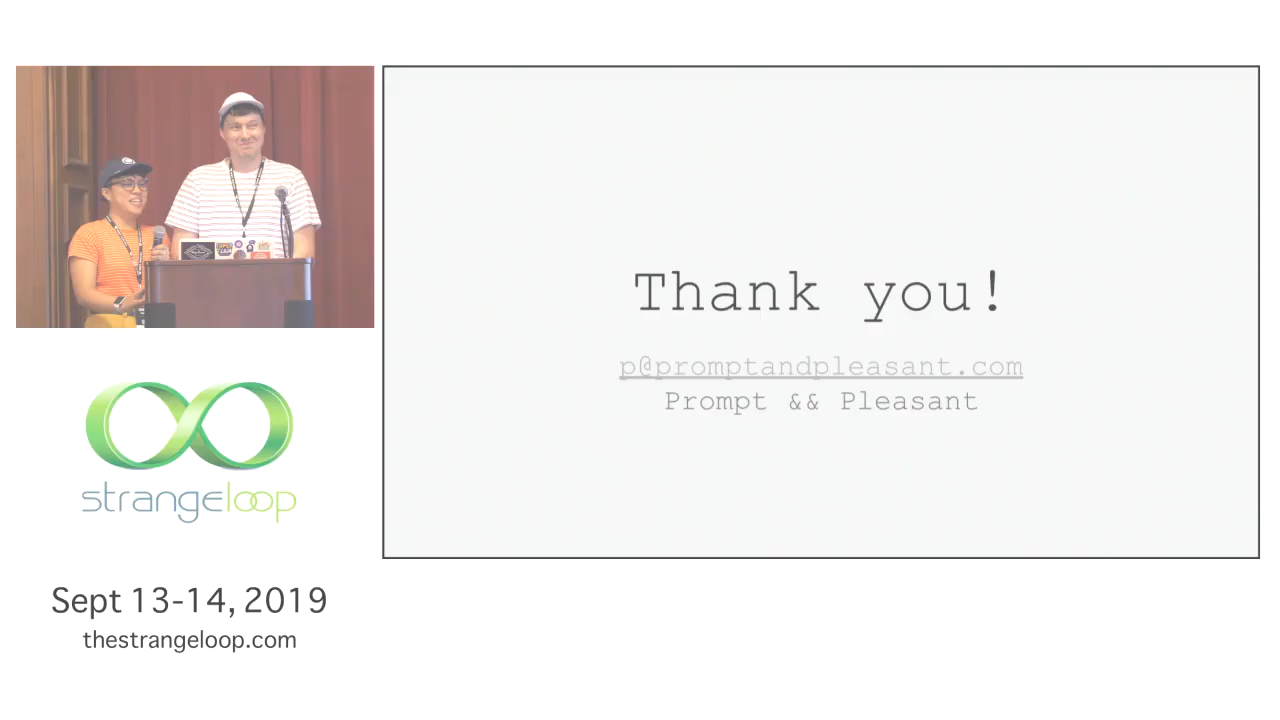 Thank you!
p@promptandpleasant.com
Prompt && Pleasant
strangeloop
Sept 13-14, 2019
thestrangeloop.com